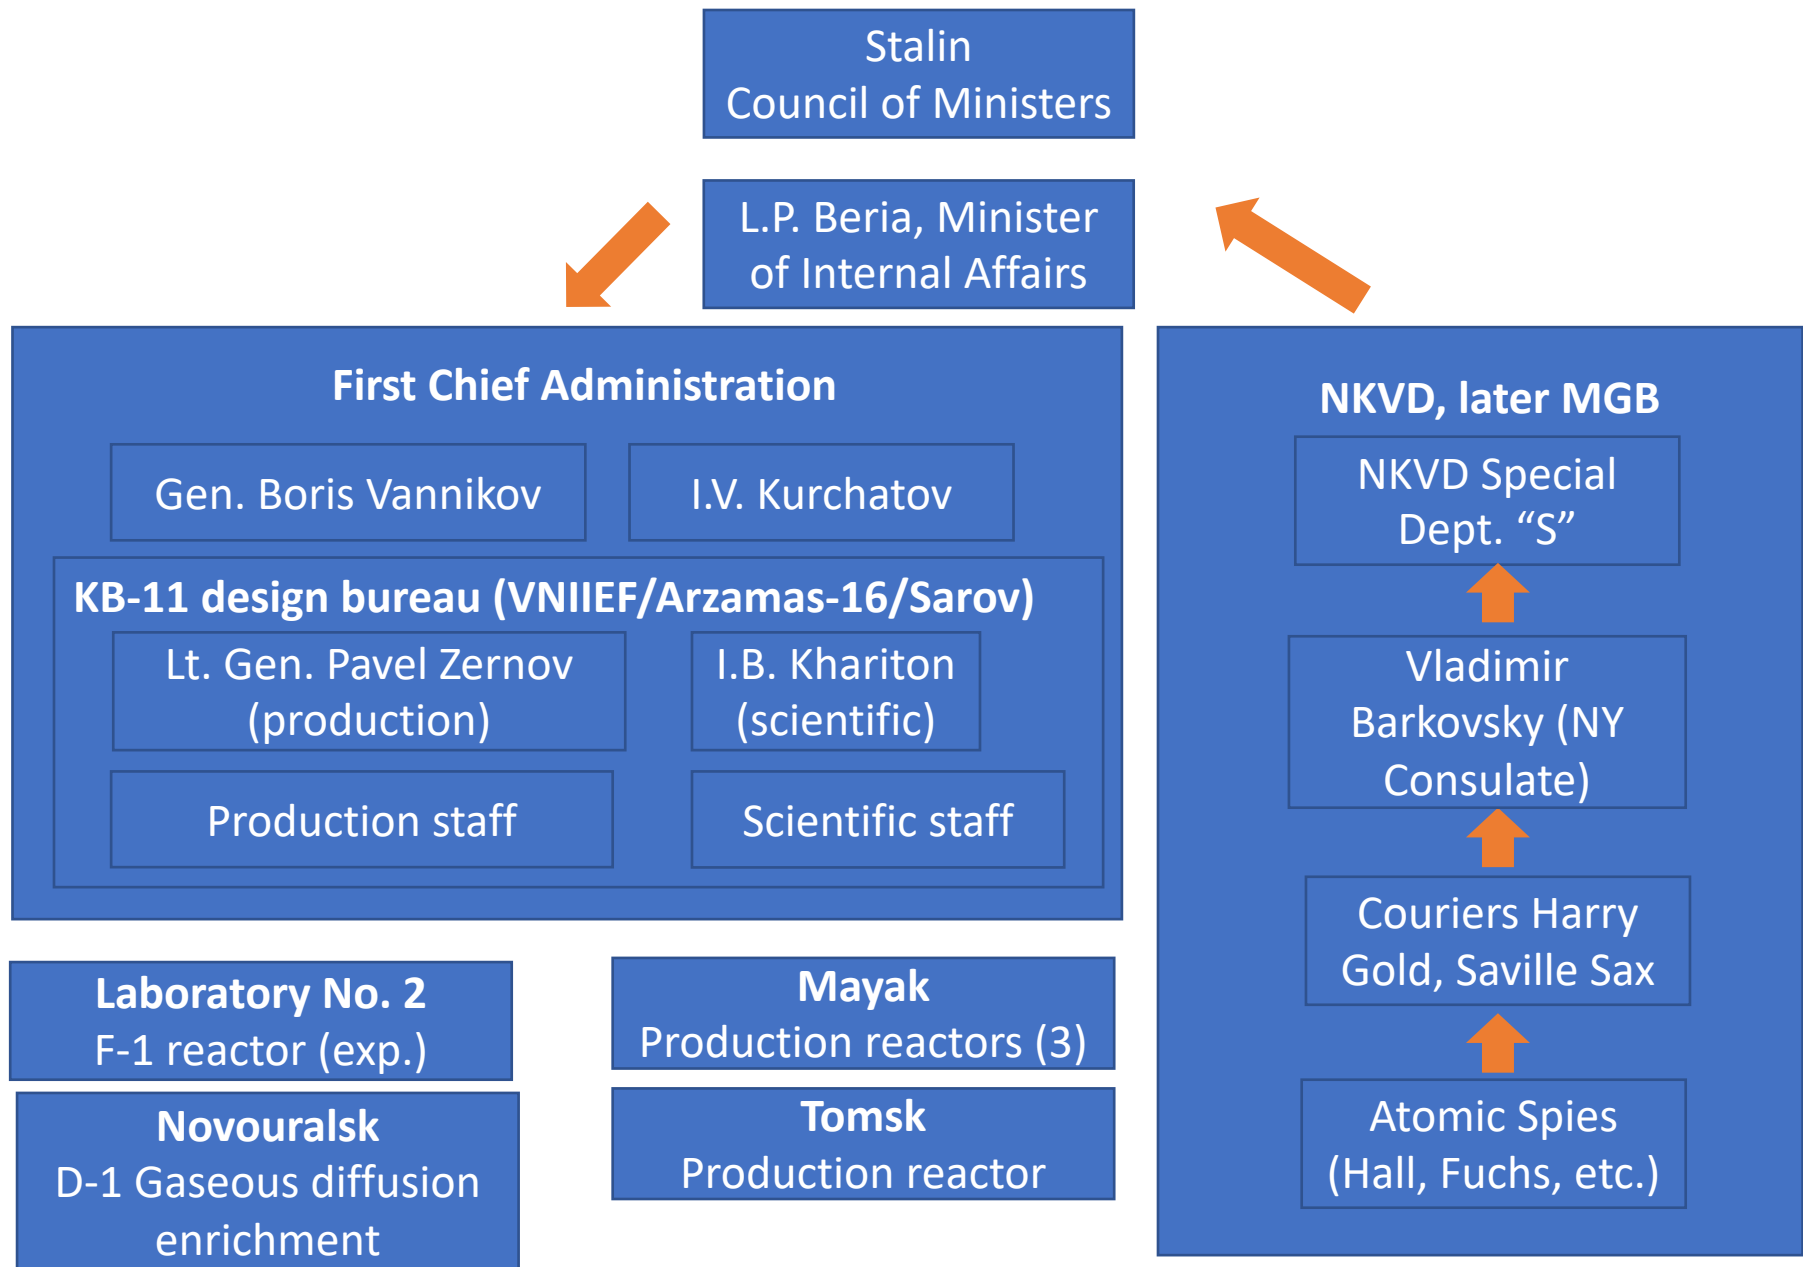 Stalin
Council of Ministers
L.P. Beria, Minister
of Internal Affairs
First Chief Administration
Gen. Boris Vannikov
I.V. Kurchatov
KB-11 design bureau (VNIIEF/Arzamas-16/Sarov)
Lt. Gen. Pavel Zernov
(production)
I.B. Khariton
(scientific)
Production staff
Scientific staff
Laboratory No. 2
F-1 reactor (exp.)
Novouralsk
D-1 Gaseous diffusion
enrichment
Mayak
Production reactors (3)
Tomsk
Production reactor
NKVD, later MGB
NKVD Special
Dept. “S”
Vladimir
Barkovsky (NY
Consulate)
Couriers Harry
Gold, Saville Sax
Atomic Spies
(Hall, Fuchs, etc.)